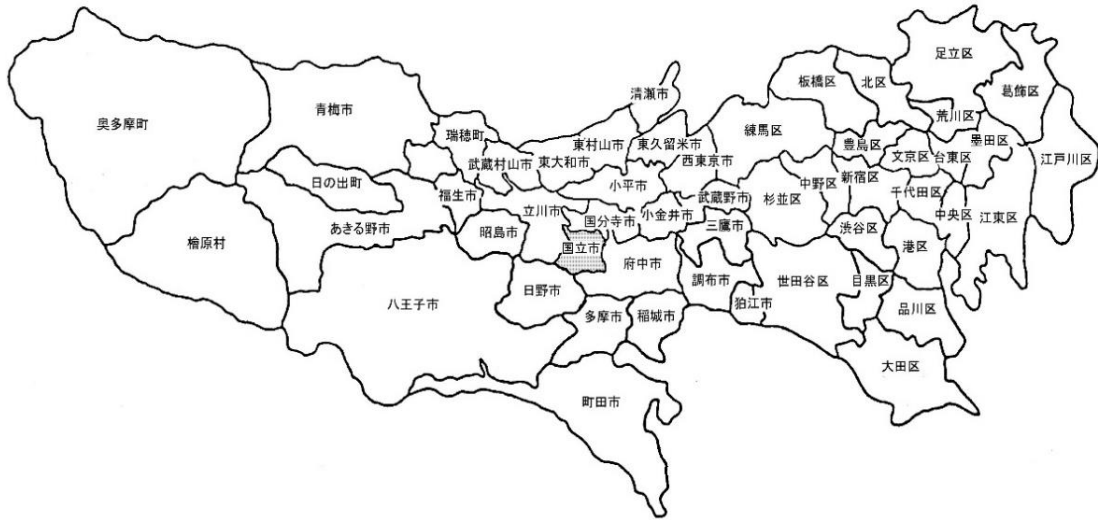 足立区
板橋区
北区
葛飾区
清瀬市
青梅市
荒川区
奥多摩町
瑞穂町
練馬区
墨田区
東村山市
東久留米市
豊島区
文京区
台東区
江戸川区
武蔵村山市
東大和市
西東京市
日の出町
小平市
中野区
新宿区
福生市
武蔵野市
杉並区
千代田区
立川市
国分寺市
小金井市
中央区
江東区
檜原村
あきる野市
昭島市
三鷹市
渋谷区
国立市
港区
府中市
八王子市
日野市
調布市
世田谷区
目黒区
狛江市
品川区
多摩市
稲城市
大田区
町田市